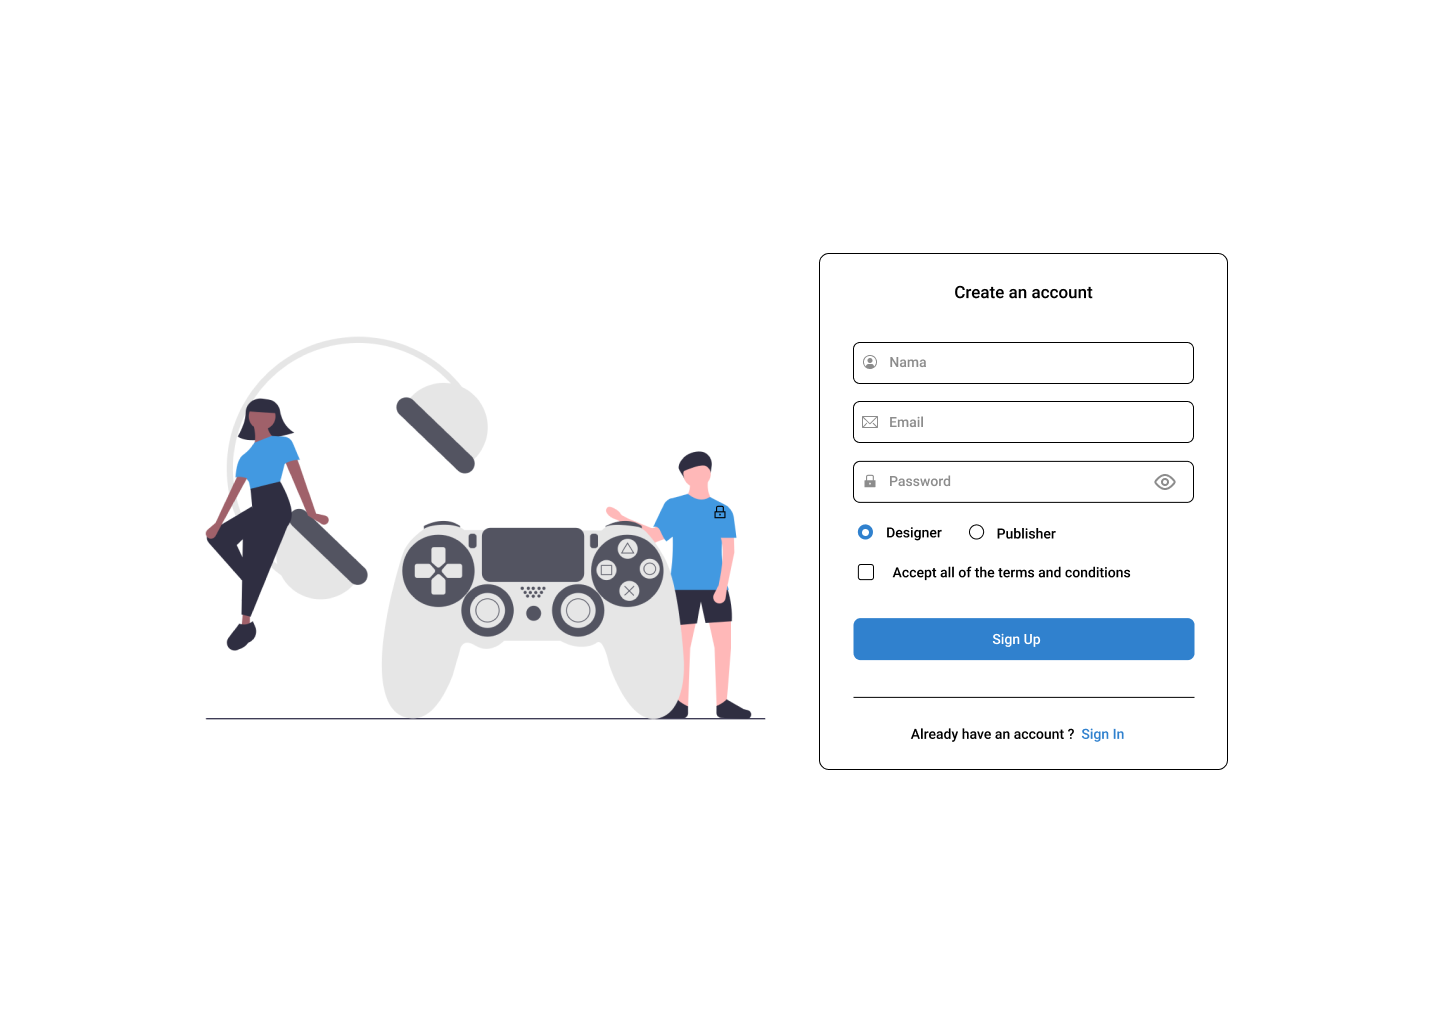 Create an account
Nama
Email
Password
Designer Publisher
Accept all of the terms and conditions
Sign Up
Already have an account ? Sign In